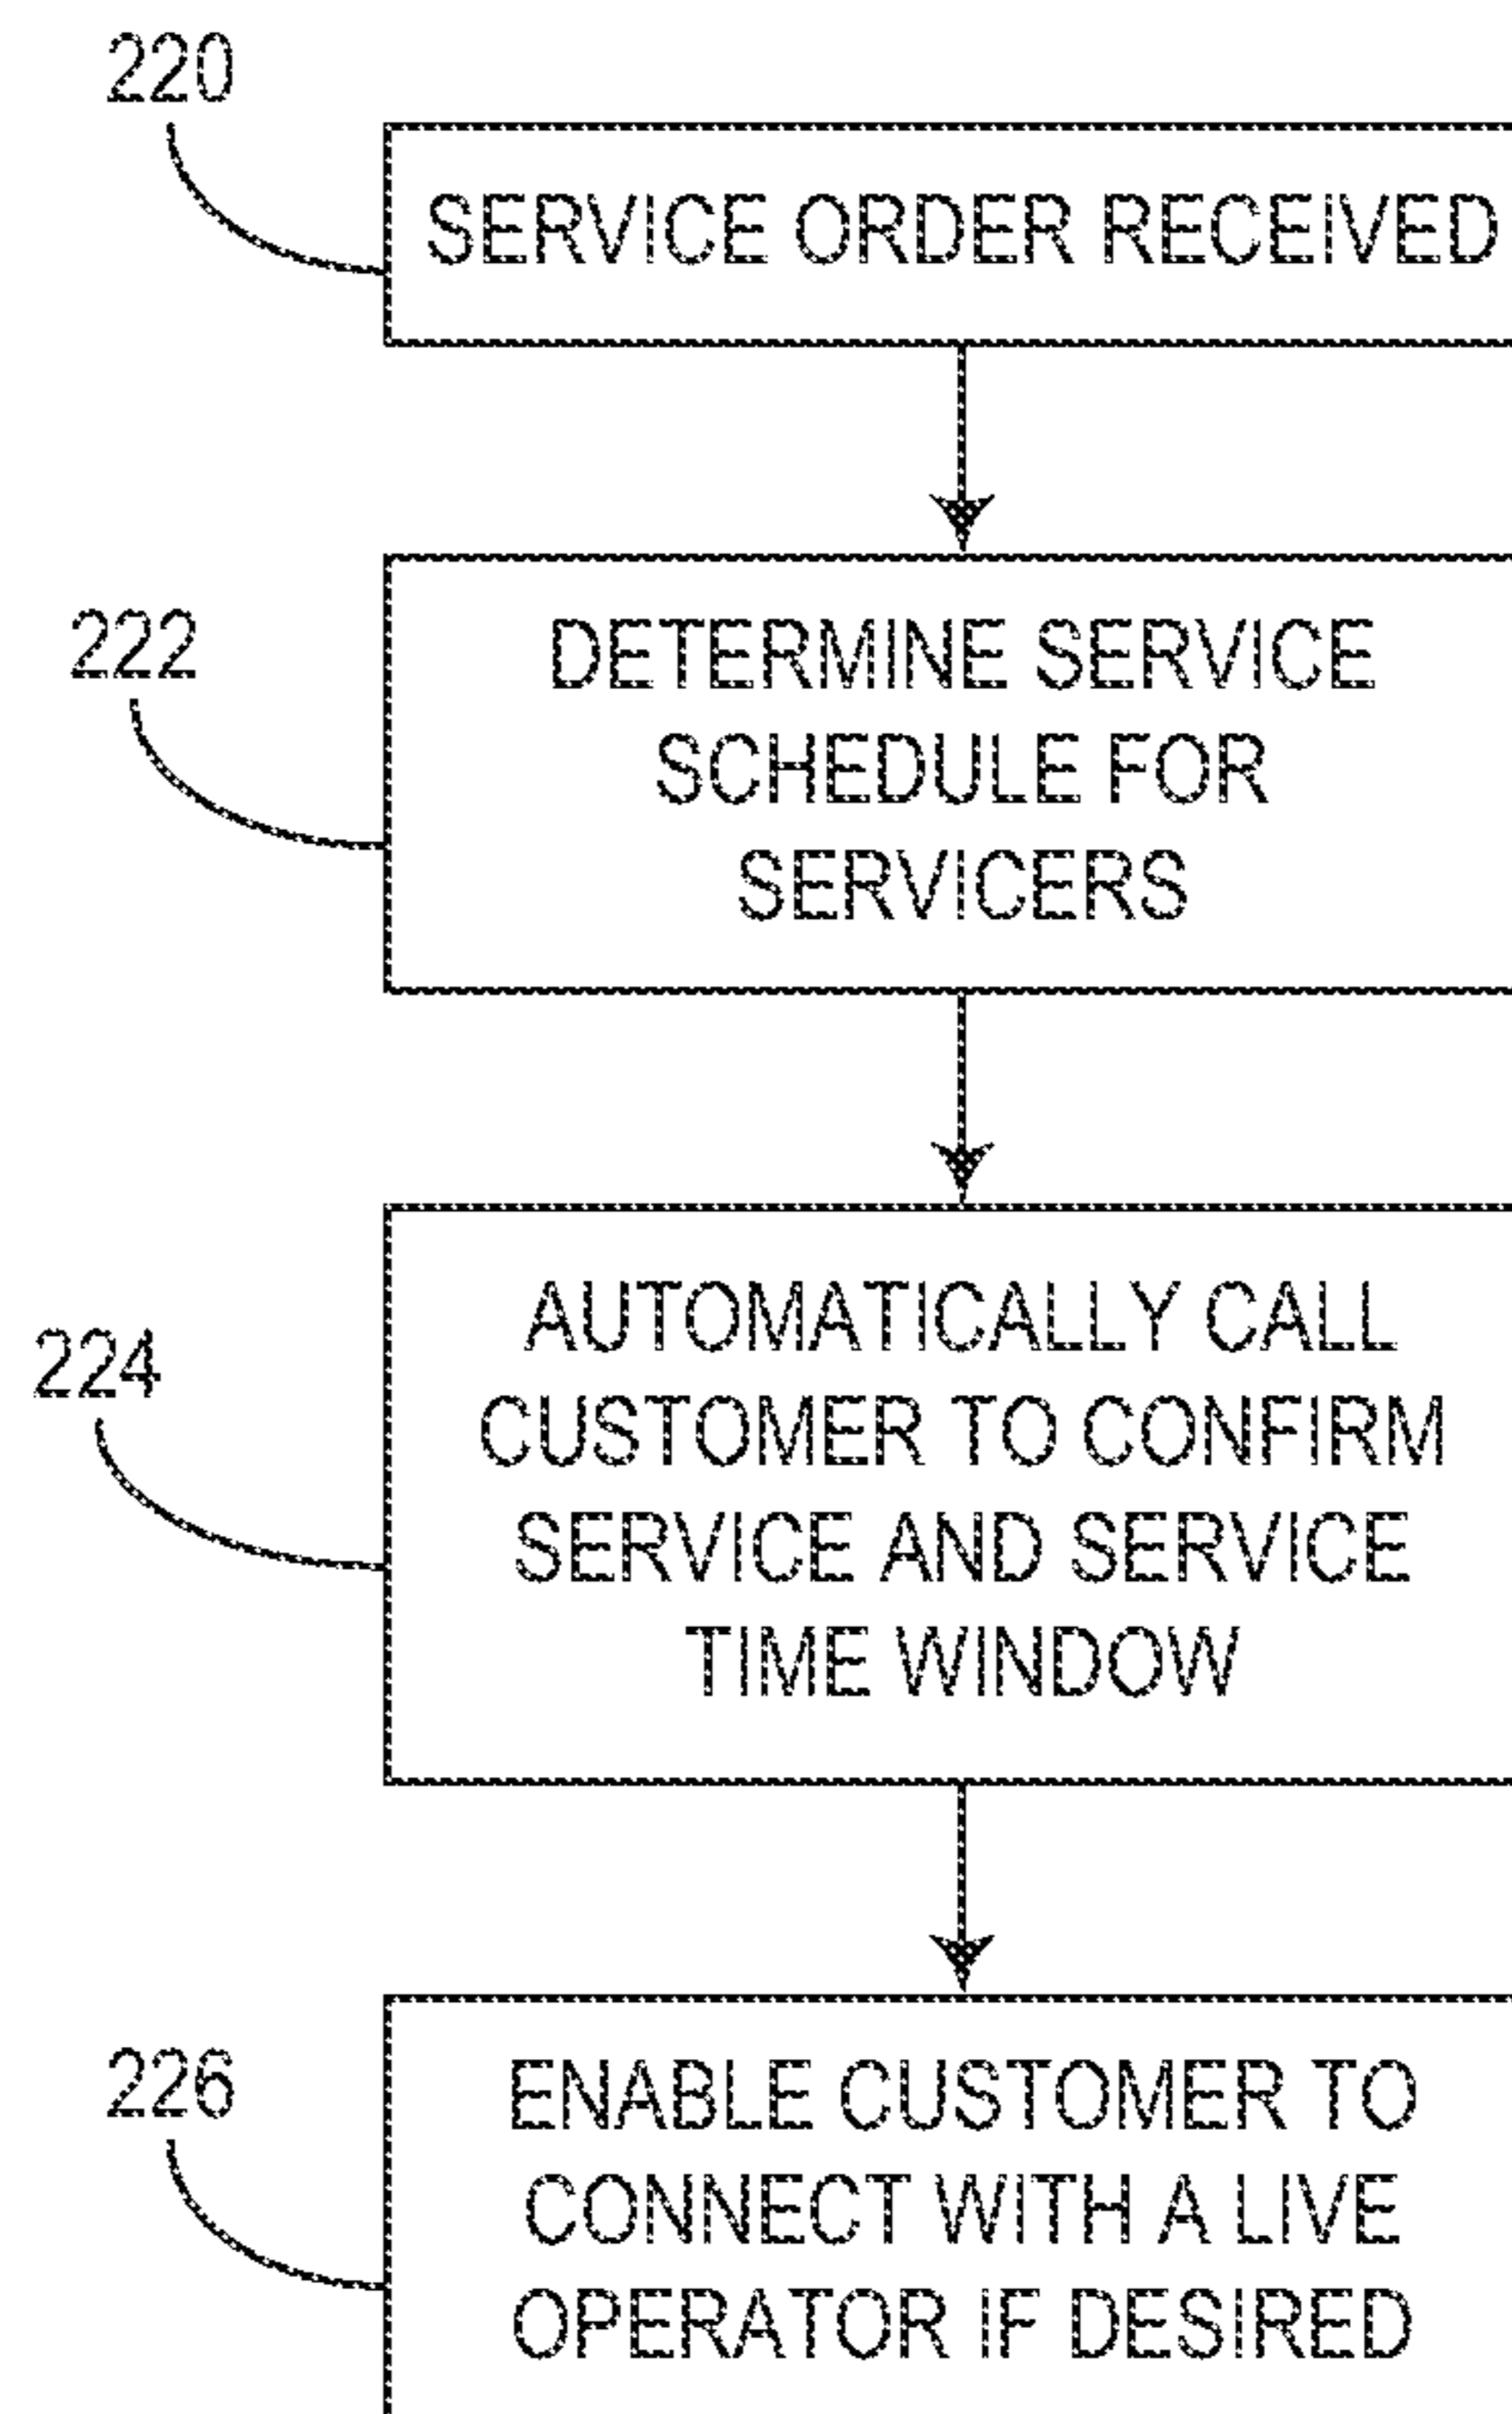 220
SERVICE ORDER RECEIVED
222
DETERMINE SERVICE
SCHEDULE FOR
SERVICERS
224
AUTOMATICALLY CALL
CUSTOMER TO CONFIRM
SERVICE AND SERVICE
TIME WINDOW
226
ENABLE CUSTOMER TO
CONNECT WITH A LIVE
OPERATOR IF DESIRED